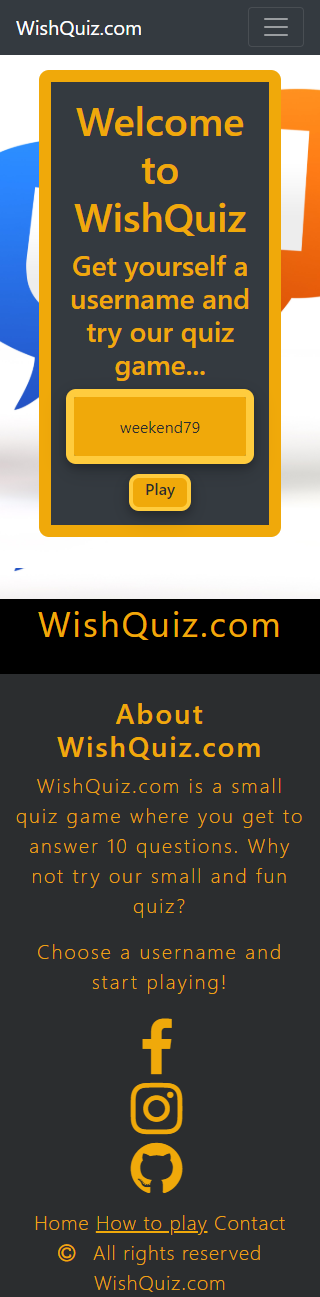 WishQuiz.com
Welcome
to
WishQuiz
Get yourself a
username and
try our quiz
game...
weekend79
Play
WishQuiz.com
About
WishQuiz.com
WishQuiz.com is a small
quiz game where you get to
answer 10 questions. Why
not try our small and fun
quiz?
Choose a username and
start playing!
Home How to play Contact
© All rights reserved
WishQuiz.com